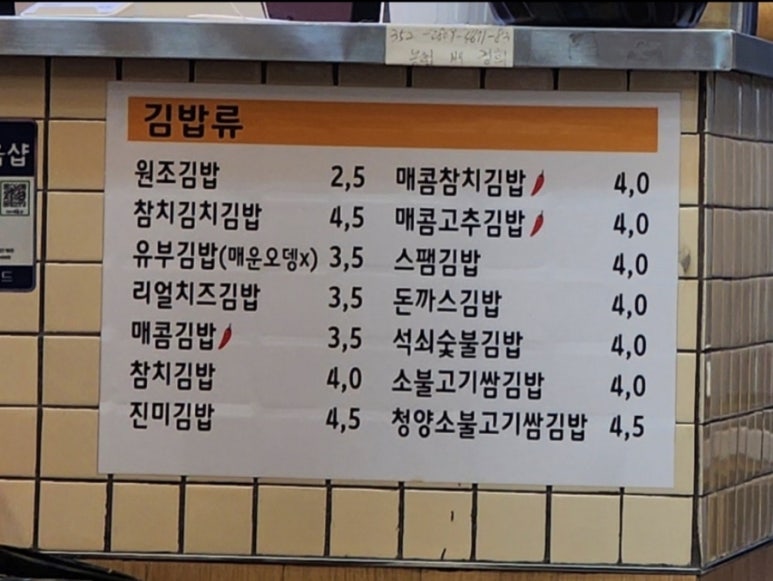 김밥류
원조김밥 2,5
참치김치김밥 4,5
유부김밥(매운오뎅x) 3,5
리얼치즈김밥 3,5
매콤김밥 3,5
참치김밥 4,0
진미김밥 4,5
매콤참치김밥 4,0
매콤고추김밥 4,0
스팸김밥 4,0
돈까스김밥 4,0
석쇠숯불김밥 4,0
소불고기쌈김밥 4,0
청양소불고기쌈김밥 4,5
샵
드